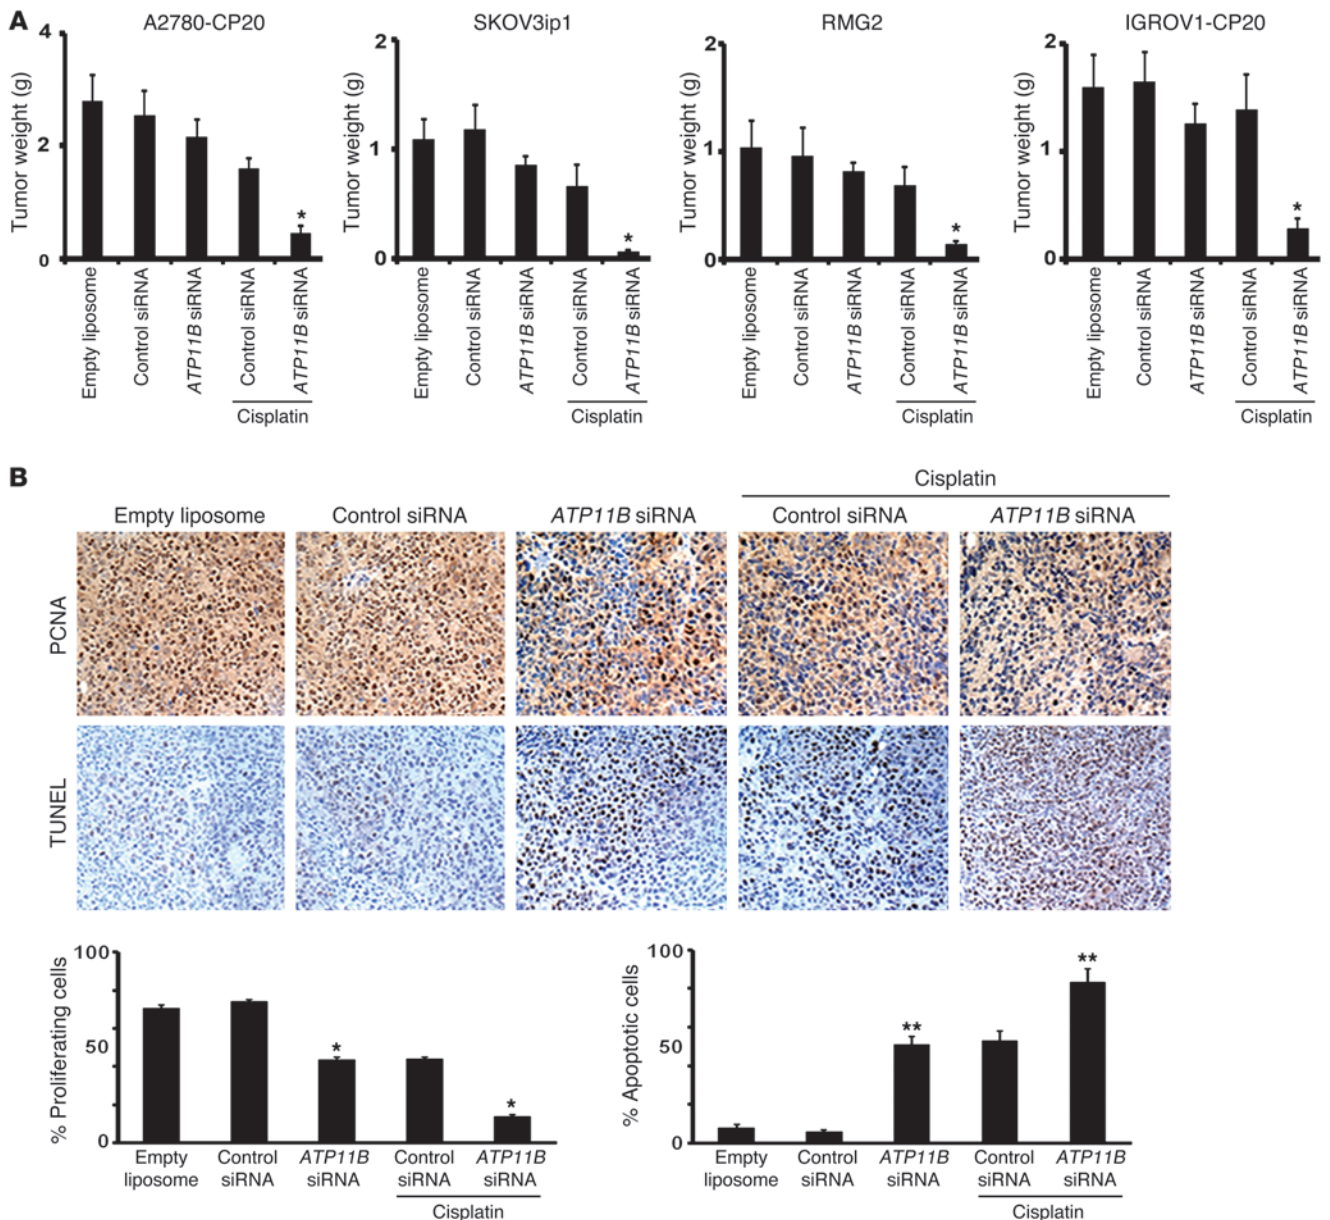 A
A2780-CP20
SKOV3ip1
RMG2
IGROV1-CP20
Tumor weight (g)
4
2
0
Empty liposome
Control siRNA
ATP11B siRNA
Control siRNA
ATP11B siRNA
Cisplatin
*
Tumor weight (g)
2
1
0
Empty liposome
Control siRNA
ATP11B siRNA
Control siRNA
ATP11B siRNA
Cisplatin
*
Tumor weight (g)
2
1
0
Empty liposome
Control siRNA
ATP11B siRNA
Control siRNA
ATP11B siRNA
Cisplatin
*
Tumor weight (g)
2
1
0
Empty liposome
Control siRNA
ATP11B siRNA
Control siRNA
ATP11B siRNA
Cisplatin
*
B
Cisplatin
Empty liposome
Control siRNA
ATP11B siRNA
Control siRNA
ATP11B siRNA
PCNA
TUNEL
% Proliferating cells
100
50
0
*
*
Empty
liposome
Control
siRNA
ATP11B
siRNA
Control
siRNA
ATP11B
siRNA
Cisplatin
% Apoptotic cells
100
50
0
**
**
Empty
liposome
Control
siRNA
ATP11B
siRNA
Control
siRNA
ATP11B
siRNA
Cisplatin